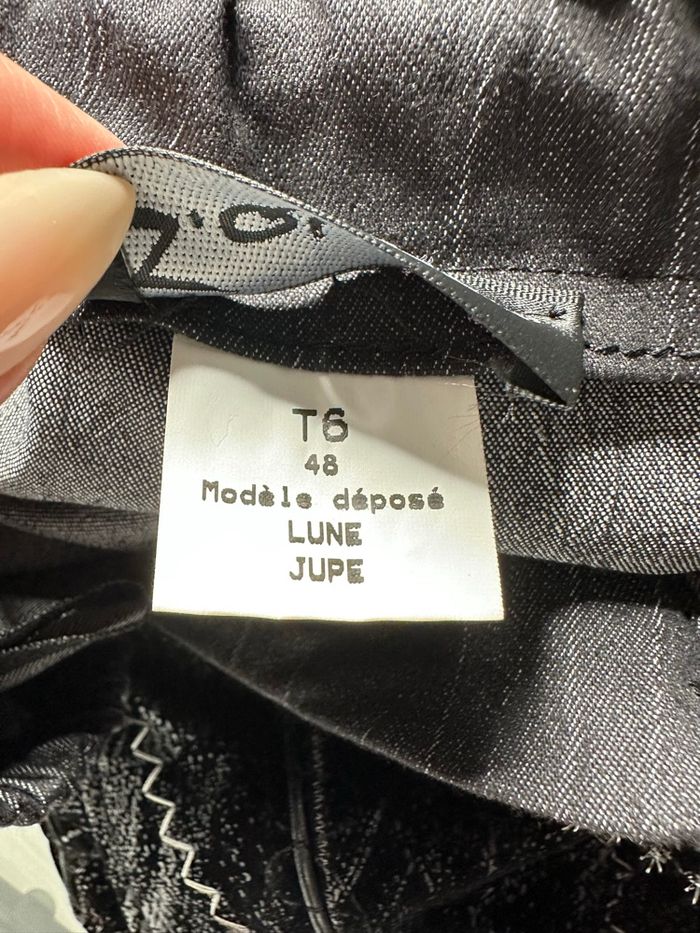 T6
48
Modèle déposé
LUNE
JUPE